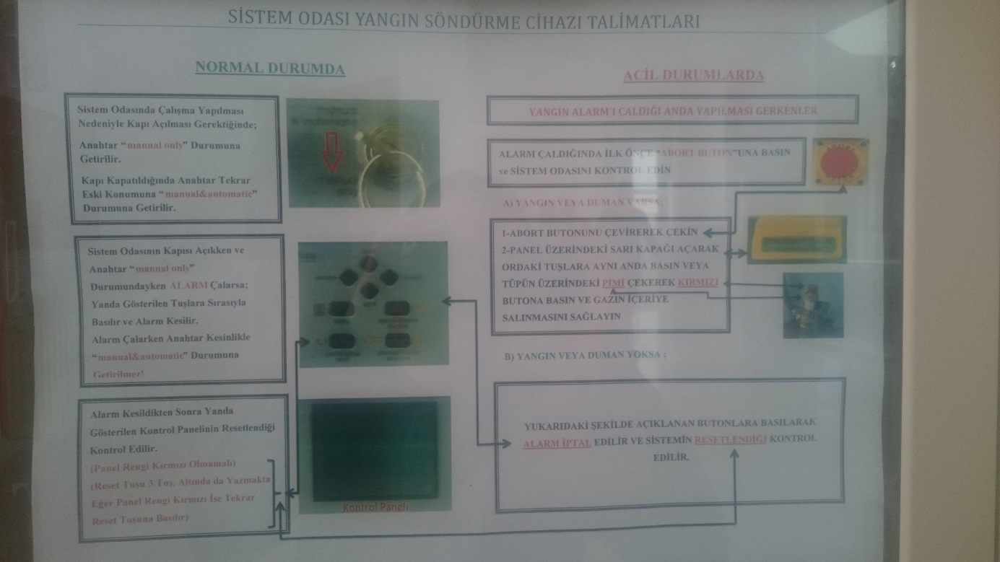 SİSTEM ODASI YANGIN SÖNDÜRME CİHAZI TALİMATLARI
NORMAL DURUMDA
Sistem Odasında Çalışma Yapılması
Nedeniyle Kapı Açılması Gerektiğinde;
Anahtar “manual only” Durumuna
Getirilir.
Kapı Kapatıldığında Anahtar Tekrar
Eski Konumuna “manual&automatic”
Durumuna Getirilir.
Sistem Odasının Kapısı Açıkken ve
Anahtar “manual only”
Durumundayken ALARM Çalarsa;
Yanda Gösterilen Tuşlara Sırasıyla
Basılır ve Alarm Kesilir.
Alarm Çalarken Anahtar Kesinlikle
“manual&automatic” Durumuna
Getirilmez!
Alarm Kesildikten Sonra Yanda
Gösterilen Kontrol Panelinin Resetlendiği
Kontrol Edilir.
(Panel Rengi Kırmızı Olmamalı)
(Reset Tuşu 3.Tuş, Altında da Yazmakta
Eğer Panel Rengi Kırmızı İse Tekrar
Reset Tuşuna Basılır)
Kontrol Paneli
ACİL DURUMLARDA
YANGIN ALARM'I ÇALDIĞI ANDA YAPILMASI GERKENLER
ALARM ÇALDIĞINDA İLK ÖNCE “ABORT BUTON”UNA BASIN
ve SİSTEM ODASINI KONTROL EDİN
A) YANGIN VEYA DUMAN VARSA;
1-ABORT BUTONUNU ÇEVİREREK ÇEKİN
2-PANEL ÜZERİNDEKİ SARI KAPAĞI AÇARAK
ORDAKİ TUŞLARA AYNI ANDA BASIN VEYA
TÜPÜN ÜZERİNDEKİ PİMİ ÇEKEREK KIRMIZI
BUTONA BASIN VE GAZIN İÇERİYE
SALINMASINI SAĞLAYIN
B) YANGIN VEYA DUMAN YOKSA ;
YUKARIDAKİ ŞEKİLDE AÇIKLANAN BUTONLARA BASILARAK
ALARM İPTAL EDİLİR VE SİSTEMİN RESETLENDİĞİ KONTROL
EDİLİR.